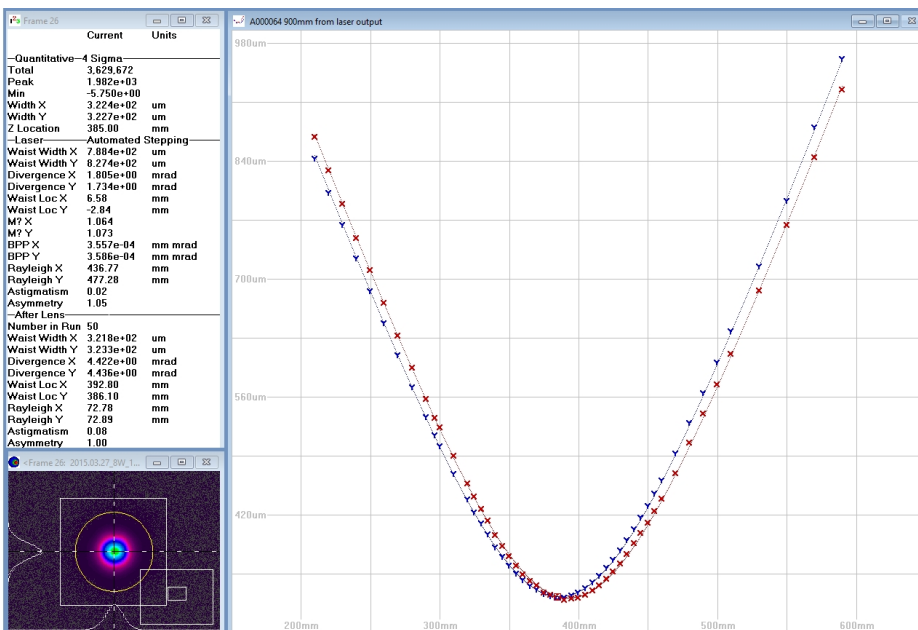 Frame 26
Current Units
Quantitative-4 Sigma
Total 3,629,672
Peak 1.982e+03
Min -5.750e+00
Width X 3.224e+02 um
Width Y 3.227e+02 um
Z Location 385.00 mm
Laser Automated Stepping
Waist Width X 7.884e+02 um
Waist Width Y 8.274e+02 um
Divergence X 1.805e+00 mrad
Divergence Y 1.734e+00 mrad
Waist Loc X 6.58 mm
Waist Loc Y -2.84 mm
M? X 1.064
M? Y 1.073
BPP X 3.557e-04 mm mrad
BPP Y 3.586e-04 mm mrad
Rayleigh X 436.77 mm
Rayleigh Y 477.28 mm
Astigmatism 0.02
Asymmetry 1.05
After Lens
Number in Run 50
Waist Width X 3.218e+02 um
Waist Width Y 3.233e+02 um
Divergence X 4.422e+00 mrad
Divergence Y 4.436e+00 mrad
Waist Loc X 392.80 mm
Waist Loc Y 386.10 mm
Rayleigh X 72.78 mm
Rayleigh Y 72.89 mm
Astigmatism 0.08
Asymmetry 1.00
<Frame 26: 2015.03.27_BW_1...
A000064 900mm from laser output
980um
840um
700um
560um
420um
200mm 300mm 400mm 500mm 600mm